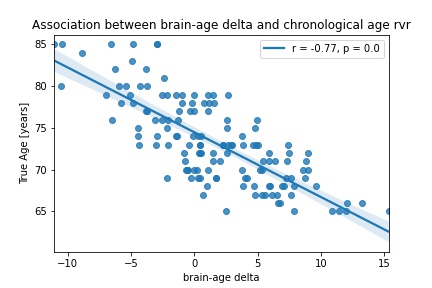 Association between brain-age delta and chronological age rvr
r = -0.77, p = 0.0
True Age [years]
85
80
75
70
65
−10 −5 0 5 10 15
brain-age delta